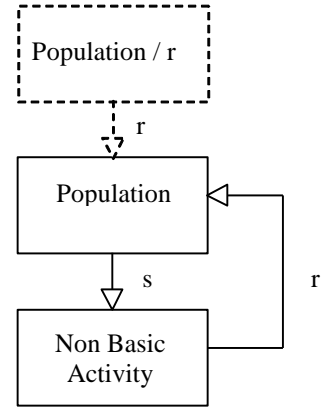 Population / r
r
Population
s
r
Non Basic
Activity